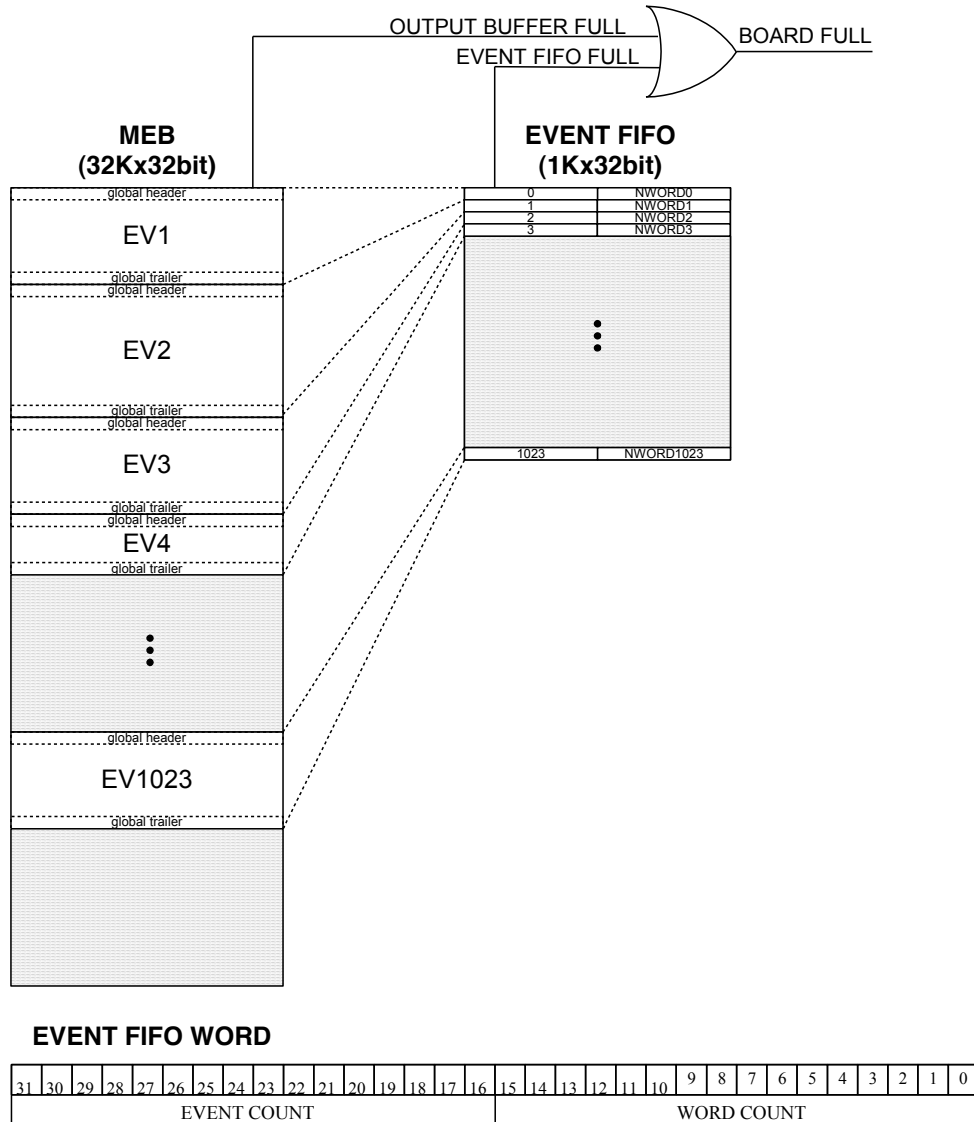 OUTPUT BUFFER FULL
BOARD FULL
EVENT FIFO FULL
MEB
(32Kx32bit)
EVENT FIFO
(1Kx32bit)
global header
EV1
global trailer
global header
EV2
global trailer
global header
EV3
global trailer
global header
EV4
global trailer
global header
EV1023
global trailer
0 NWORD0
1 NWORD1
2 NWORD2
3 NWORD3
1023 NWORD1023
EVENT FIFO WORD
31 30 29 28 27 26 25 24 23 22 21 20 19 18 17 16 15 14 13 12 11 10 9 8 7 6 5 4 3 2 1 0
EVENT COUNT WORD COUNT